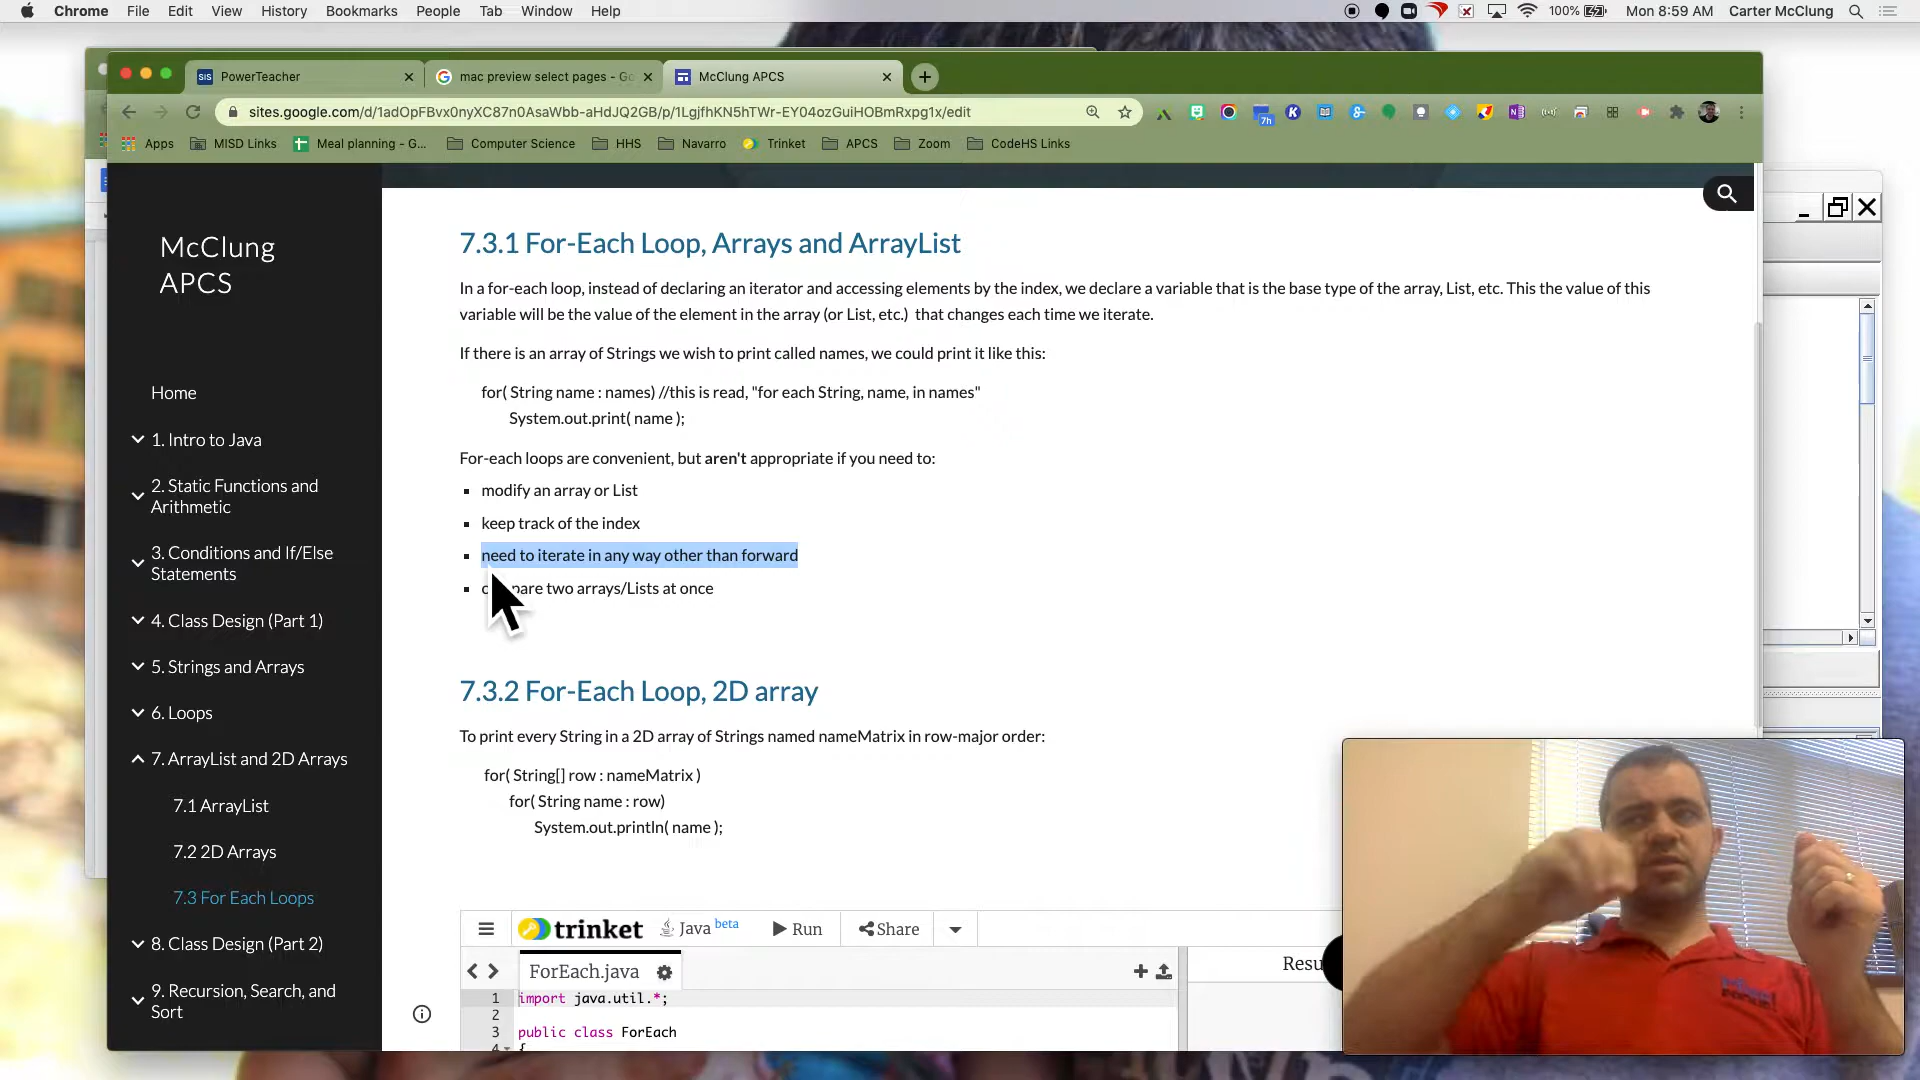 Chrome File Edit View History Bookmarks People Tab Window Help
100% Mon 8:59 AM Carter McClung
PowerTeacher
mac preview select pages - Go
McClung APCS
sites.google.com/d/1adOpFBvx0nyXC87n0AsaWbb-aHdJQ2GB/p/1LgjfhKN5hTWr-EY04ozGuiHOBmRxpg1x/edit
7h
Apps MISD Links Meal planning - G... Computer Science HHS Navarro Trinket APCS Zoom CodeHS Links
McClung
APCS
Home
1. Intro to Java
2. Static Functions and
Arithmetic
3. Conditions and If/Else
Statements
4. Class Design (Part 1)
5. Strings and Arrays
6. Loops
7. ArrayList and 2D Arrays
7.1 ArrayList
7.2 2D Arrays
7.3 For Each Loops
8. Class Design (Part 2)
9. Recursion, Search, and
Sort
7.3.1 For-Each Loop, Arrays and ArrayList
In a for-each loop, instead of declaring an iterator and accessing elements by the index, we declare a variable that is the base type of the array, List, etc. This the value of this
variable will be the value of the element in the array (or List, etc.) that changes each time we iterate.
If there is an array of Strings we wish to print called names, we could print it like this:
for( String name : names) //this is read, "for each String, name, in names"
System.out.print( name );
For-each loops are convenient, but aren't appropriate if you need to:
modify an array or List
keep track of the index
need to iterate in any way other than forward
two arrays/Lists at once
7.3.2 For-Each Loop, 2D array
To print every String in a 2D array of Strings named nameMatrix in row-major order:
for( String[] row : nameMatrix )
for( String name : row)
System.out.println( name );
trinket Java beta Run Share
ForEach.java
1 import java.util.*;
2
3 public class ForEach
4 {